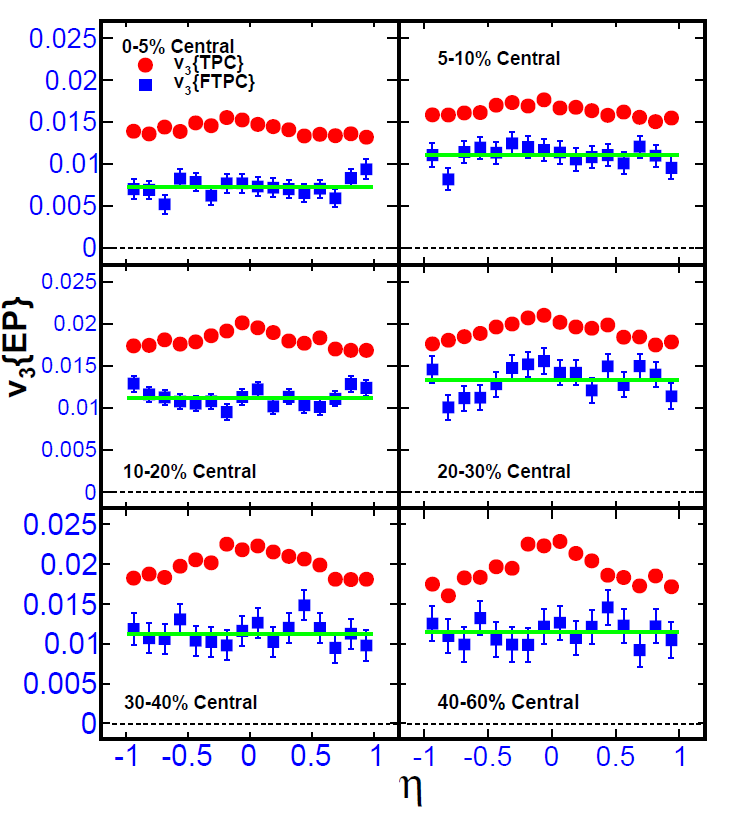 0-5% Central
v3{TPC}
v3{FTPC}
5-10% Central
0.025
0.02
0.015
0.01
0.005
0
10-20% Central
20-30% Central
0.025
0.02
0.015
0.01
0.005
0
v3{EP}
30-40% Central
40-60% Central
0.025
0.02
0.015
0.01
0.005
0
-1 -0.5 0 0.5 1 -1 -0.5 0 0.5 1
η